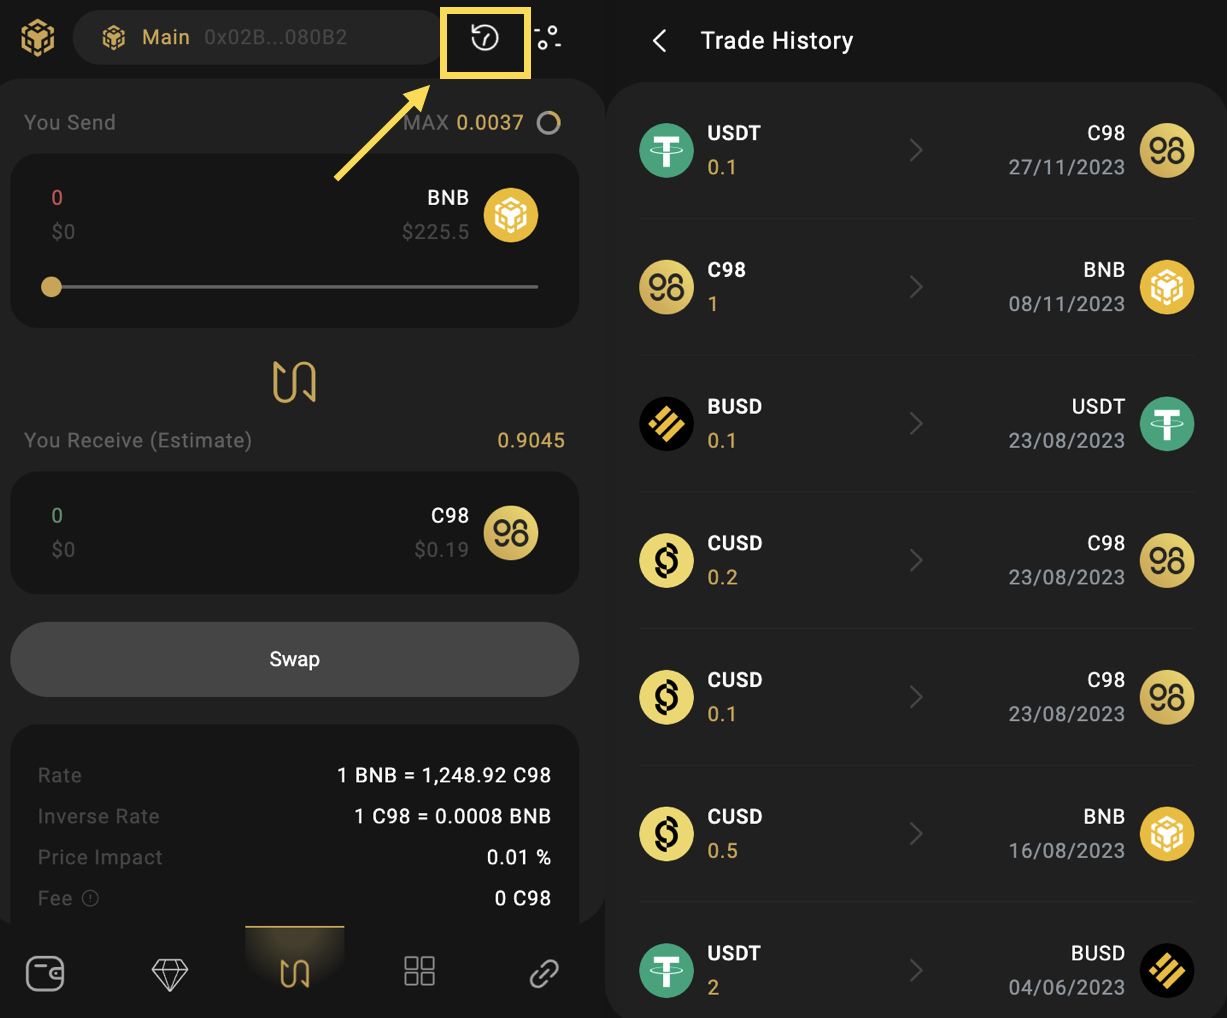 Main 0x02B...080B2
You Send MAX 0.0037
0 BNB
$0 $225.5
You Receive (Estimate) 0.9045
0 C98
$0 $0.19
Swap
Rate 1 BNB = 1,248.92 C98
Inverse Rate 1 C98 = 0.0008 BNB
Price Impact 0.01 %
Fee 0 C98
Trade History
USDT C98
0.1 27/11/2023
C98 BNB
1 08/11/2023
BUSD USDT
0.1 23/08/2023
CUSD C98
0.2 23/08/2023
CUSD C98
0.1 23/08/2023
CUSD BNB
0.5 16/08/2023
USDT BUSD
2 04/06/2023